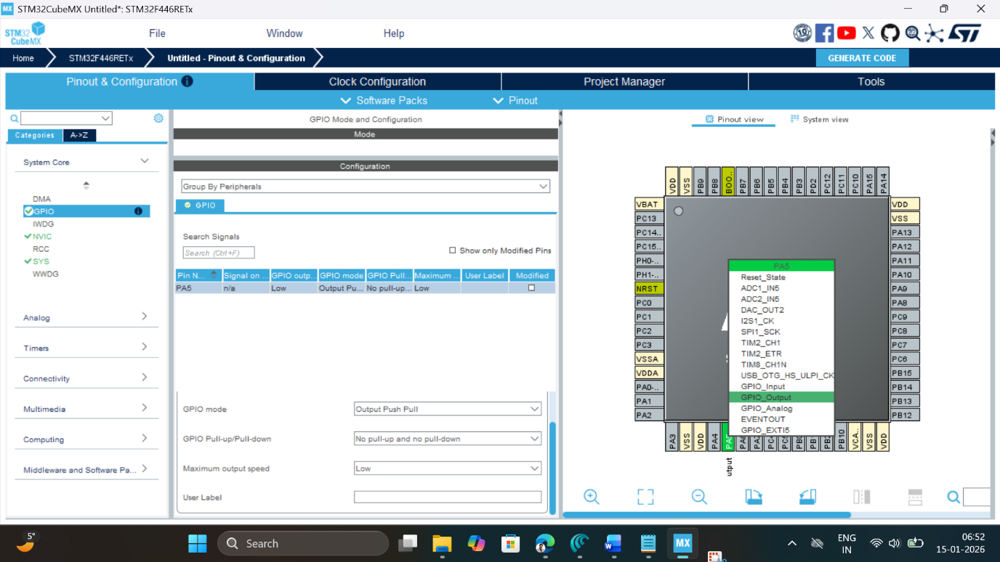 MX STM32CubeMX Untitled*: STM32F446RETx
STM32
CubeMX
File Window Help
10
Home STM32F446RETx Untitled - Pinout & Configuration GENERATE CODE
Pinout & Configuration Clock Configuration Project Manager Tools
Software Packs Pinout
Categories A->Z
System Core
DMA
GPIO
IWDG
NVIC
RCC
SYS
WWDG
Analog
Timers
Connectivity
Multimedia
Computing
Middleware and Software Pa...
GPIO Mode and Configuration
Mode
Configuration
Group By Peripherals
GPIO
Search Signals
Search (Ctrl+F)
Show only Modified Pins
Pin N... Signal on ... GPIO outp... GPIO mode GPIO Pull... Maximum ... User Label Modified
PA5 n/a Low Output Pu... No pull-up... Low
GPIO mode Output Push Pull
GPIO Pull-up/Pull-down No pull-up and no pull-down
Maximum output speed Low
User Label
Pinout view System view
VDD VSS PB9 PB8 BOO.. PB7 PB6 PB5 PB4 PB3 PD2 PC12 PC11 PC10 PA15 PA14
VBAT
PC13
PC14..
PC15..
PH0-..
PH1-..
NRST
PC0
PC1
PC2
PC3
VSSA
VDDA
PA0-..
PA1
PA2
PA5
Reset_State
ADC1_IN5
ADC2_IN5
DAC_OUT2
I2S1_CK
SPI1_SCK
TIM2_CH1
TIM2_ETR
TIM8_CH1N
USB_OTG_HS_ULPI_CK
GPIO_Input
GPIO_Output
GPIO_Analog
EVENTOUT
GPIO_EXTI5
VDD
VSS
PA13
PA12
PA11
PA10
PA9
PA8
PC9
PC8
PC7
PC6
PB15
PB14
PB13
PB12
PA3 VSS VDD PA4 PB10 VCA.. VSS VDD
utput
5°
Search
MX
ENG
IN
06:52
15-01-2026